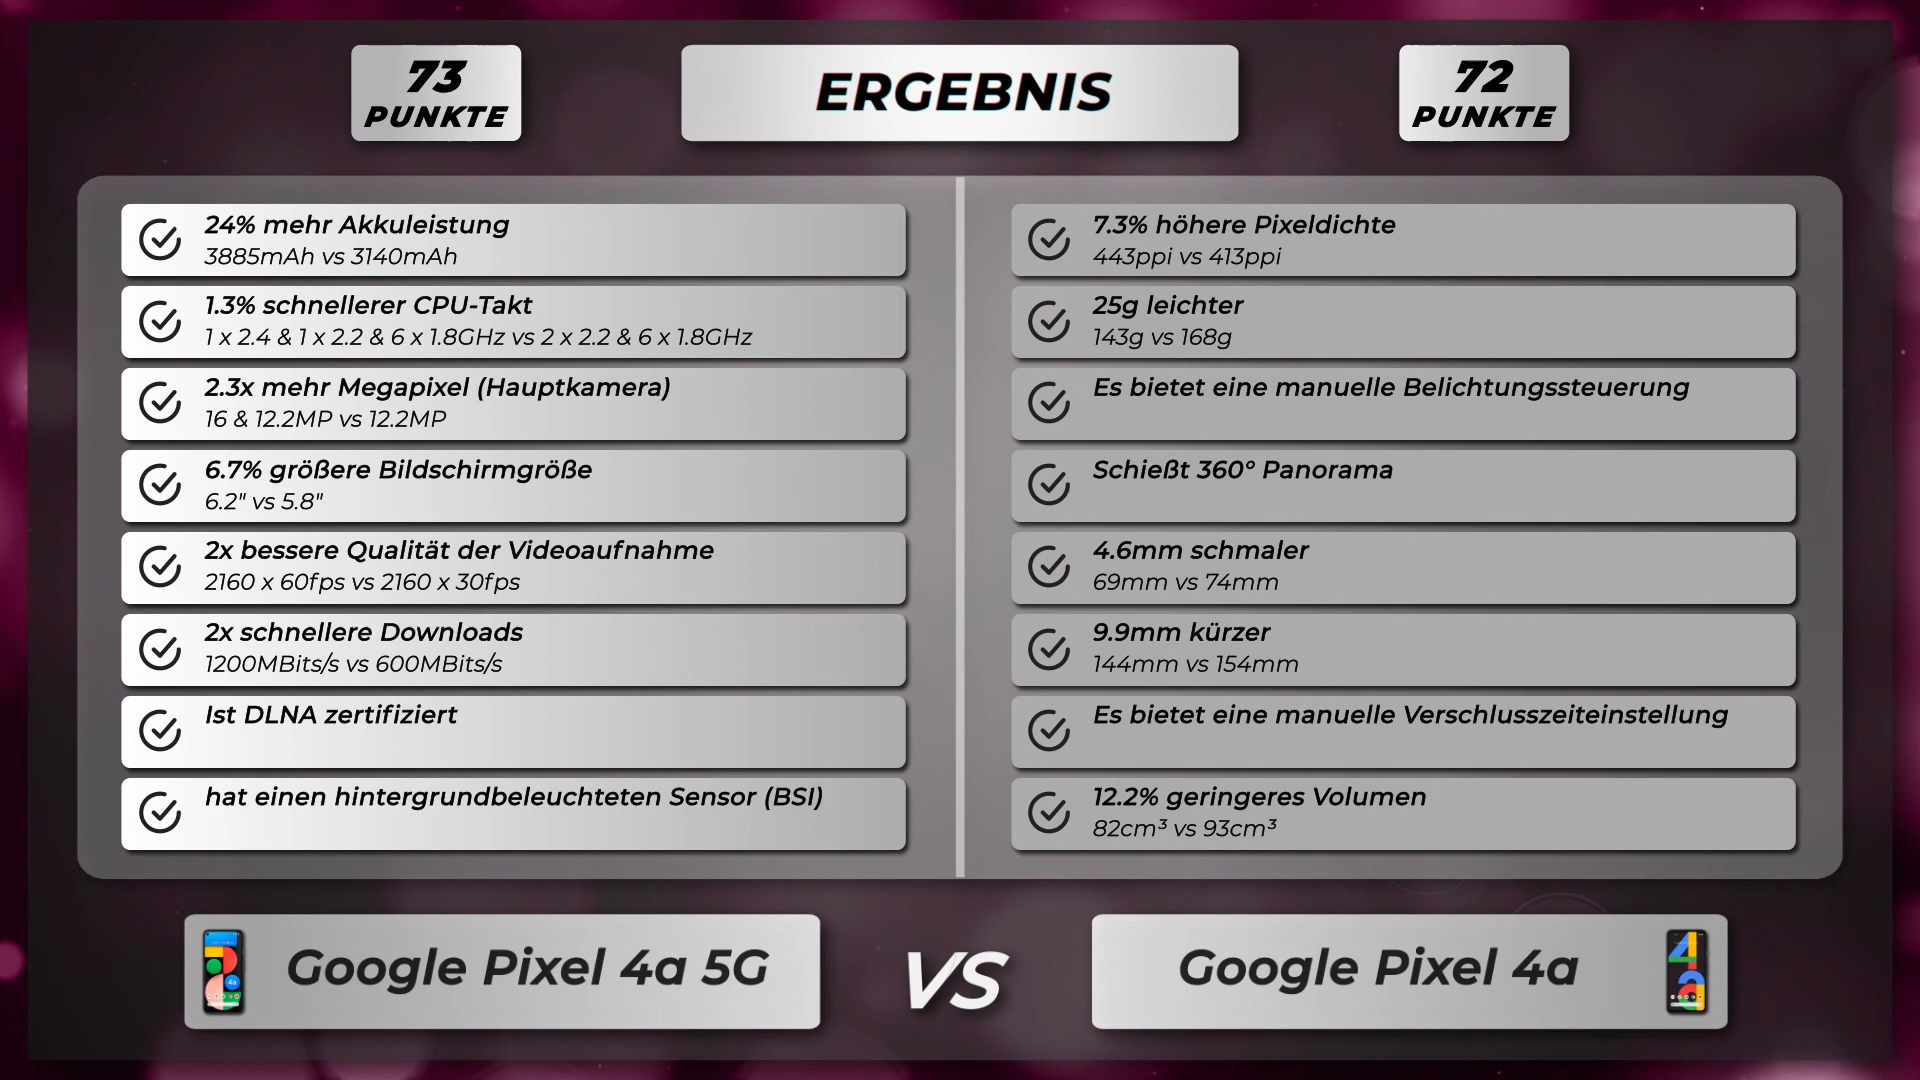 73
PUNKTE
ERGEBNIS
72
PUNKTE
24% mehr Akkuleistung
3885mAh vs 3140mAh
1.3% schnellerer CPU-Takt
1 x 2.4 & 1 x 2.2 & 6 x 1.8GHz vs 2 x 2.2 & 6 x 1.8GHz
2.3x mehr Megapixel (Hauptkamera)
16 & 12.2MP vs 12.2MP
6.7% größere Bildschirmgröße
6.2" vs 5.8"
2x bessere Qualität der Videoaufnahme
2160 x 60fps vs 2160 x 30fps
2x schnellere Downloads
1200MBits/s vs 600MBits/s
Ist DLNA zertifiziert
hat einen hintergrundbeleuchteten Sensor (BSI)
7.3% höhere Pixeldichte
443ppi vs 413ppi
25g leichter
143g vs 168g
Es bietet eine manuelle Belichtungssteuerung
Schießt 360° Panorama
4.6mm schmaler
69mm vs 74mm
9.9mm kürzer
144mm vs 154mm
Es bietet eine manuelle Verschlusszeiteinstellung
12.2% geringeres Volumen
82cm³ vs 93cm³
Google Pixel 4a 5G
VS
Google Pixel 4a